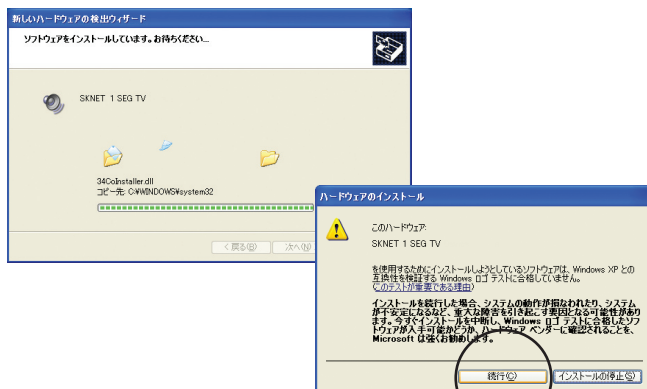 新しいハードウェアの検出ウィザード
ソフトウェアをインストールしています。お待ちください...
SKNET 1 SEG TV
34CoInstaller.dll
コピー先: C:¥WINDOWS¥system32
< 戻る(B)
次へ(N)
ハードウェアのインストール
このハードウェア:
SKNET 1 SEG TV
を使用するためにインストールしようとしているソフトウェアは、Windows XP との
互換性を検証する Windows ロゴ テストに合格していません。
(このテストが重要である理由)
インストールを続行した場合、システムの動作が損なわれたり、システム
が不安定になるなど、重大な障害を引き起こす要因となる可能性があり
ます。今すぐインストールを中断し、Windows ロゴ テストに合格したソフ
トウェアが入手可能かどうか、ハードウェア ベンダーに確認されることを、
Microsoft は強くお勧めします。
続行(C)
インストールの停止(S)